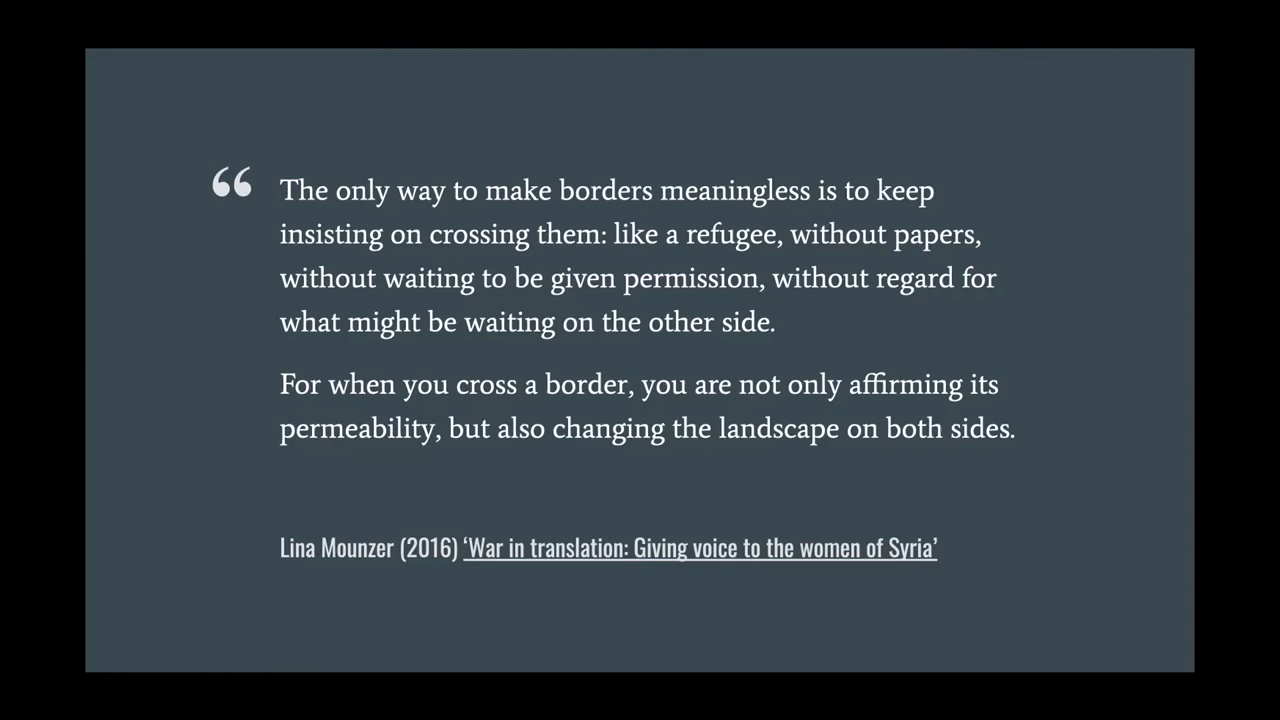 “ The only way to make borders meaningless is to keep
insisting on crossing them: like a refugee, without papers,
without waiting to be given permission, without regard for
what might be waiting on the other side.
For when you cross a border, you are not only affirming its
permeability, but also changing the landscape on both sides.
Lina Mounzer (2016) ‘War in translation: Giving voice to the women of Syria’